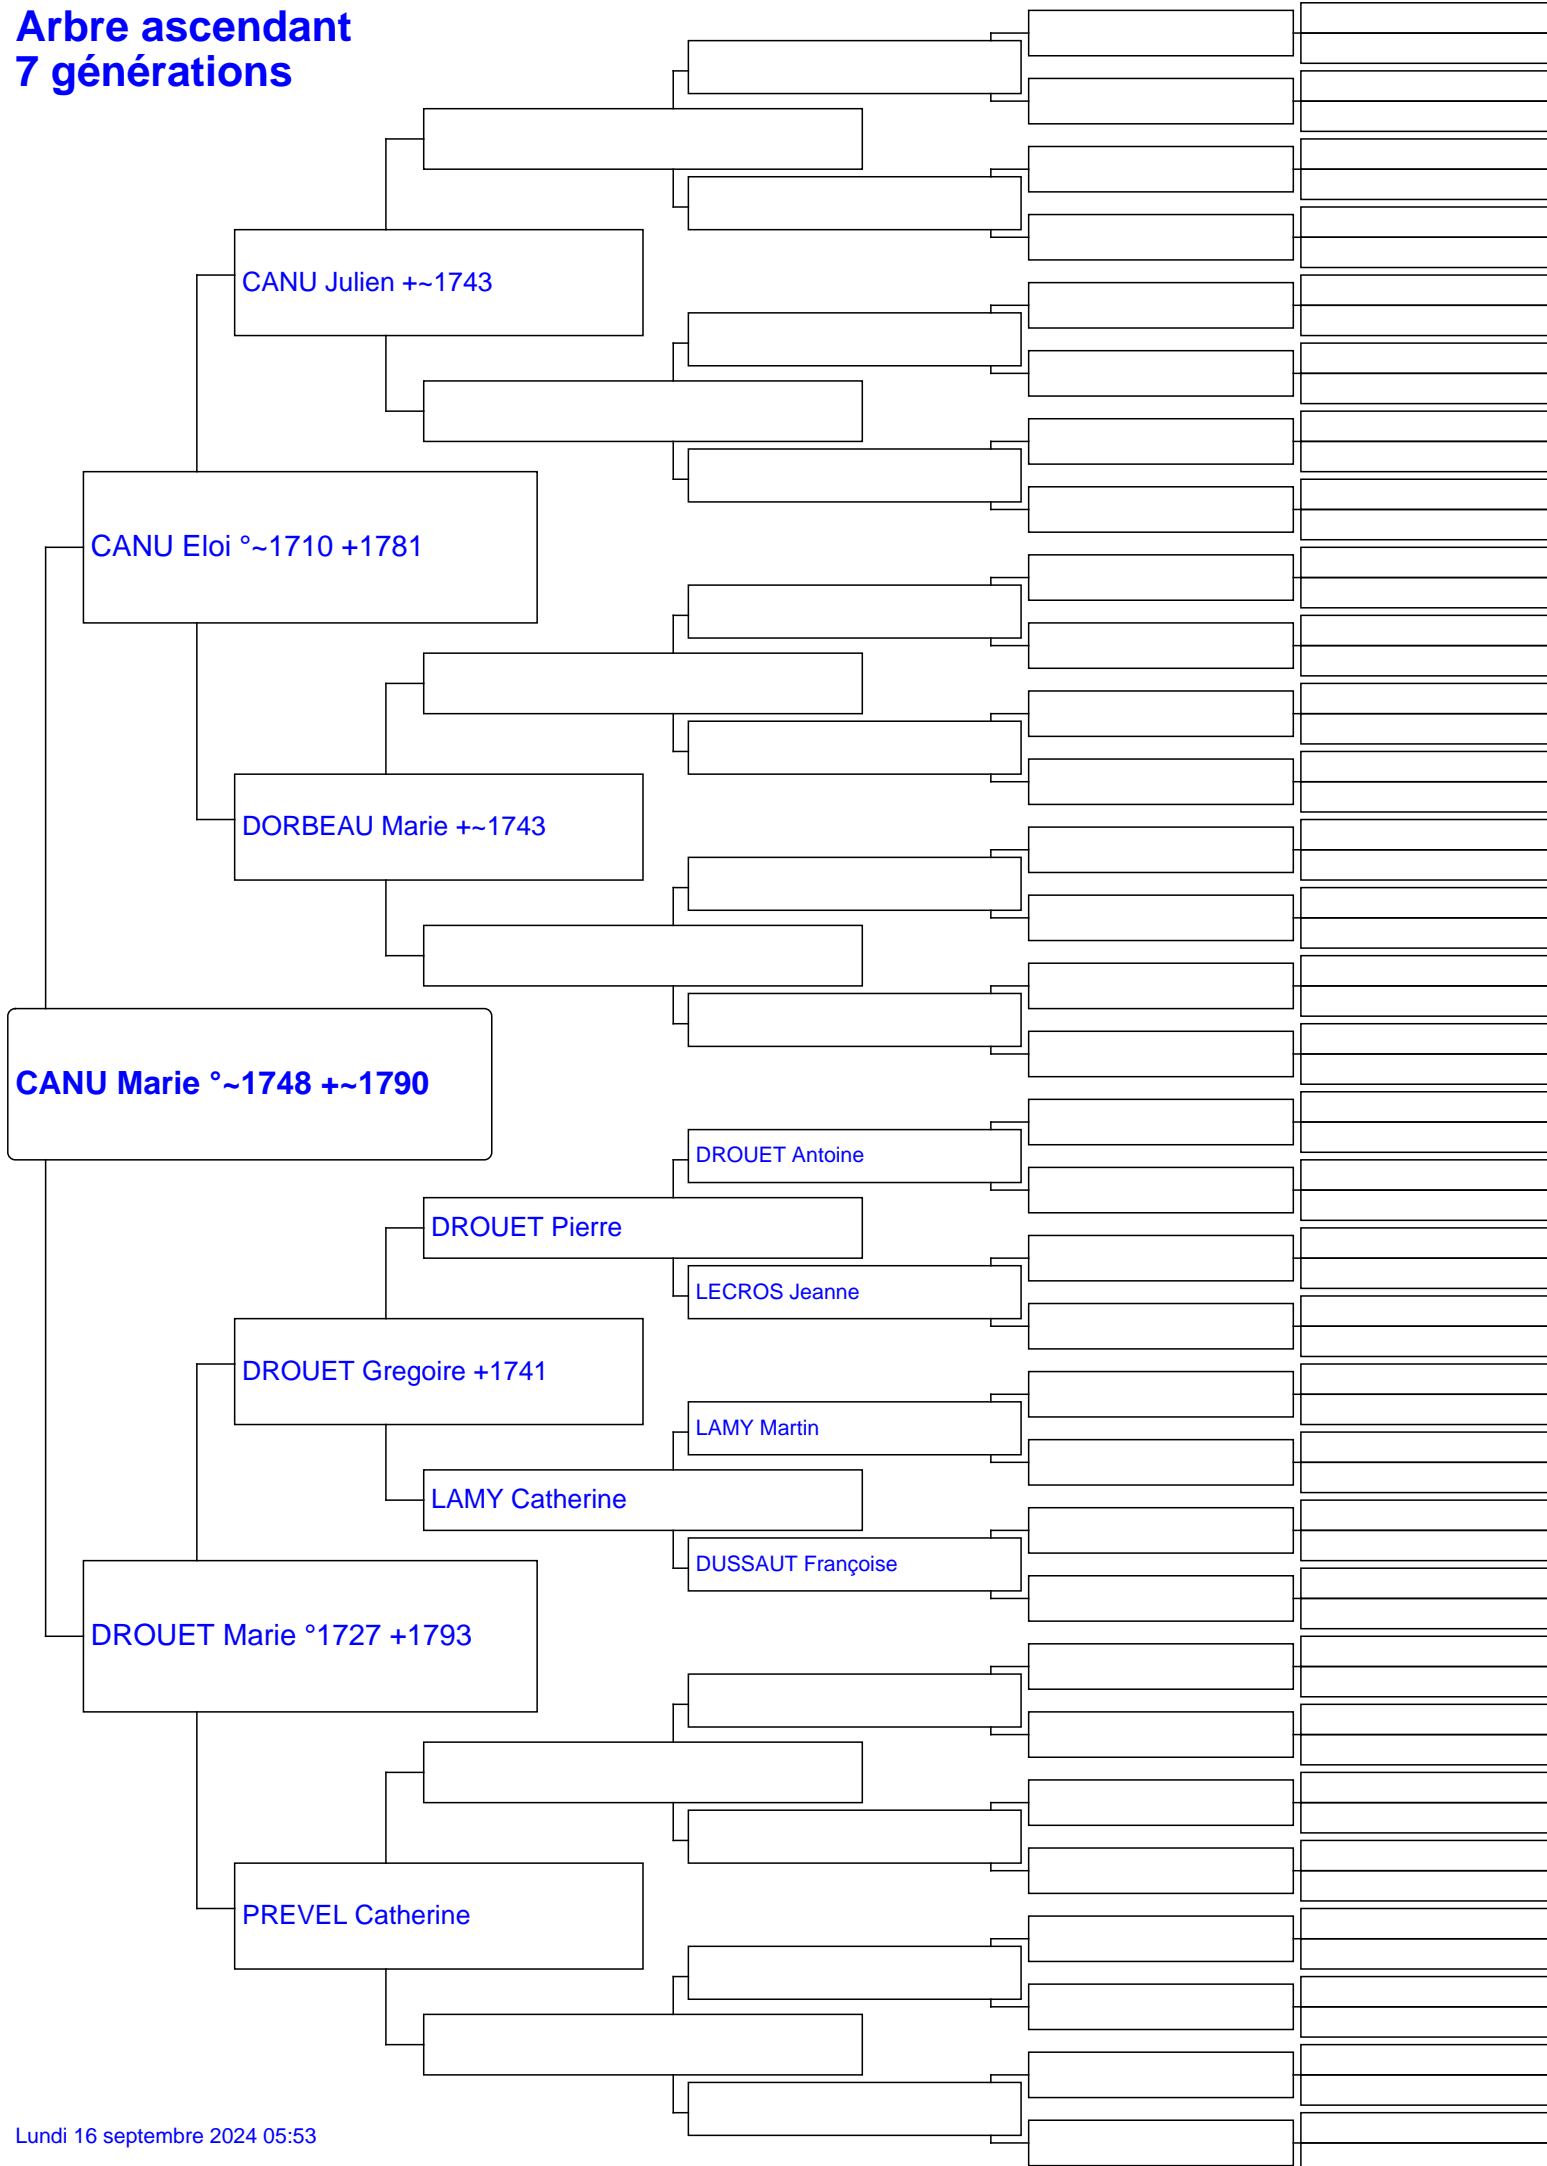 Arbre ascendant
7 générations
CANU Julien +~1743
CANU Eloi °~1710 +1781
DORBEAU Marie +~1743
CANU Marie °~1748 +~1790
DROUET Antoine
DROUET Pierre
LECROS Jeanne
DROUET Gregoire +1741
LAMY Martin
LAMY Catherine
DUSSAUT Françoise
DROUET Marie °1727 +1793
PREVEL Catherine
Lundi 16 septembre 2024 05:53